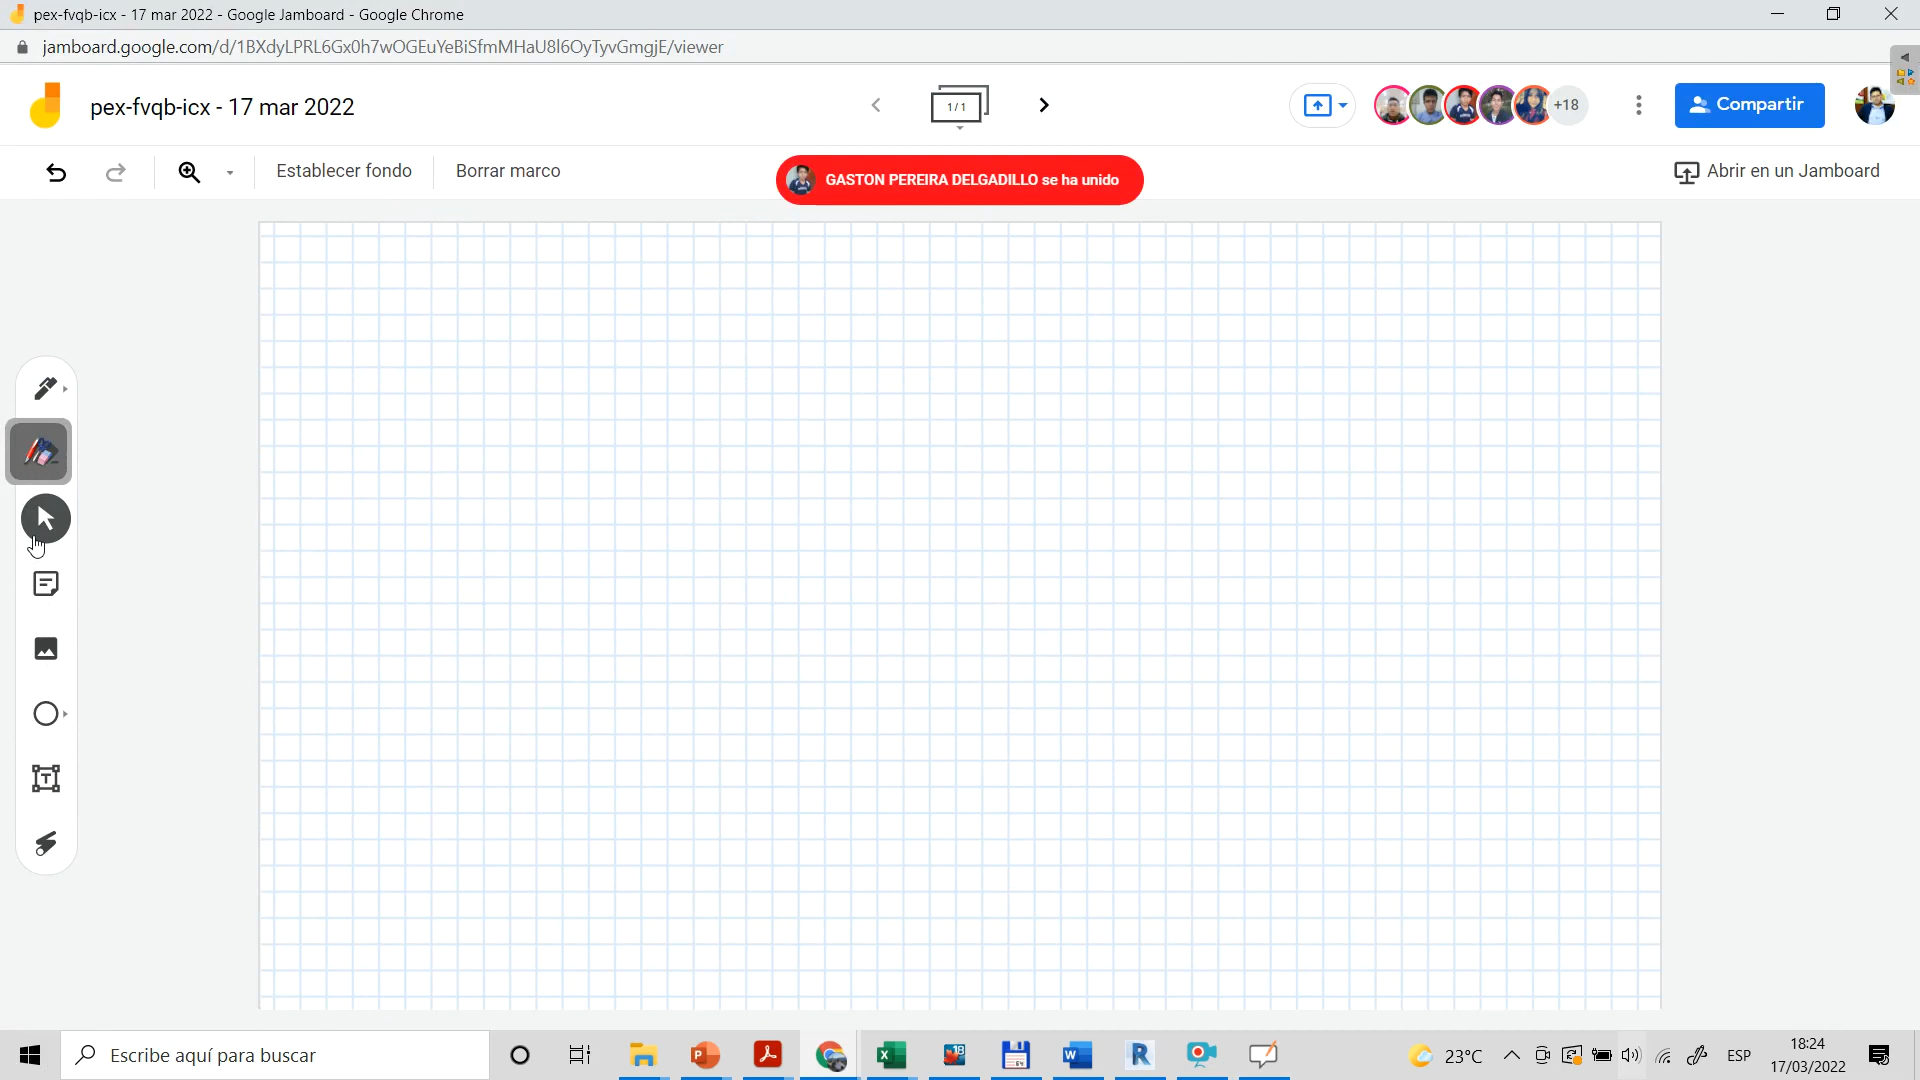 pex-fvqb-icx - 17 mar 2022 - Google Jamboard - Google Chrome
jamboard.google.com/d/1BXdyLPRL6Gx0h7wOGEuYeBiSfmMHaU8l6OyTyvGmgjE/viewer
pex-fvqb-icx - 17 mar 2022
1/1
+18
Compartir
Establecer fondo
Borrar marco
GASTON PEREIRA DELGADILLO se ha unido
Abrir en un Jamboard
Escribe aquí para buscar
23°C
ESP
18:24
17/03/2022